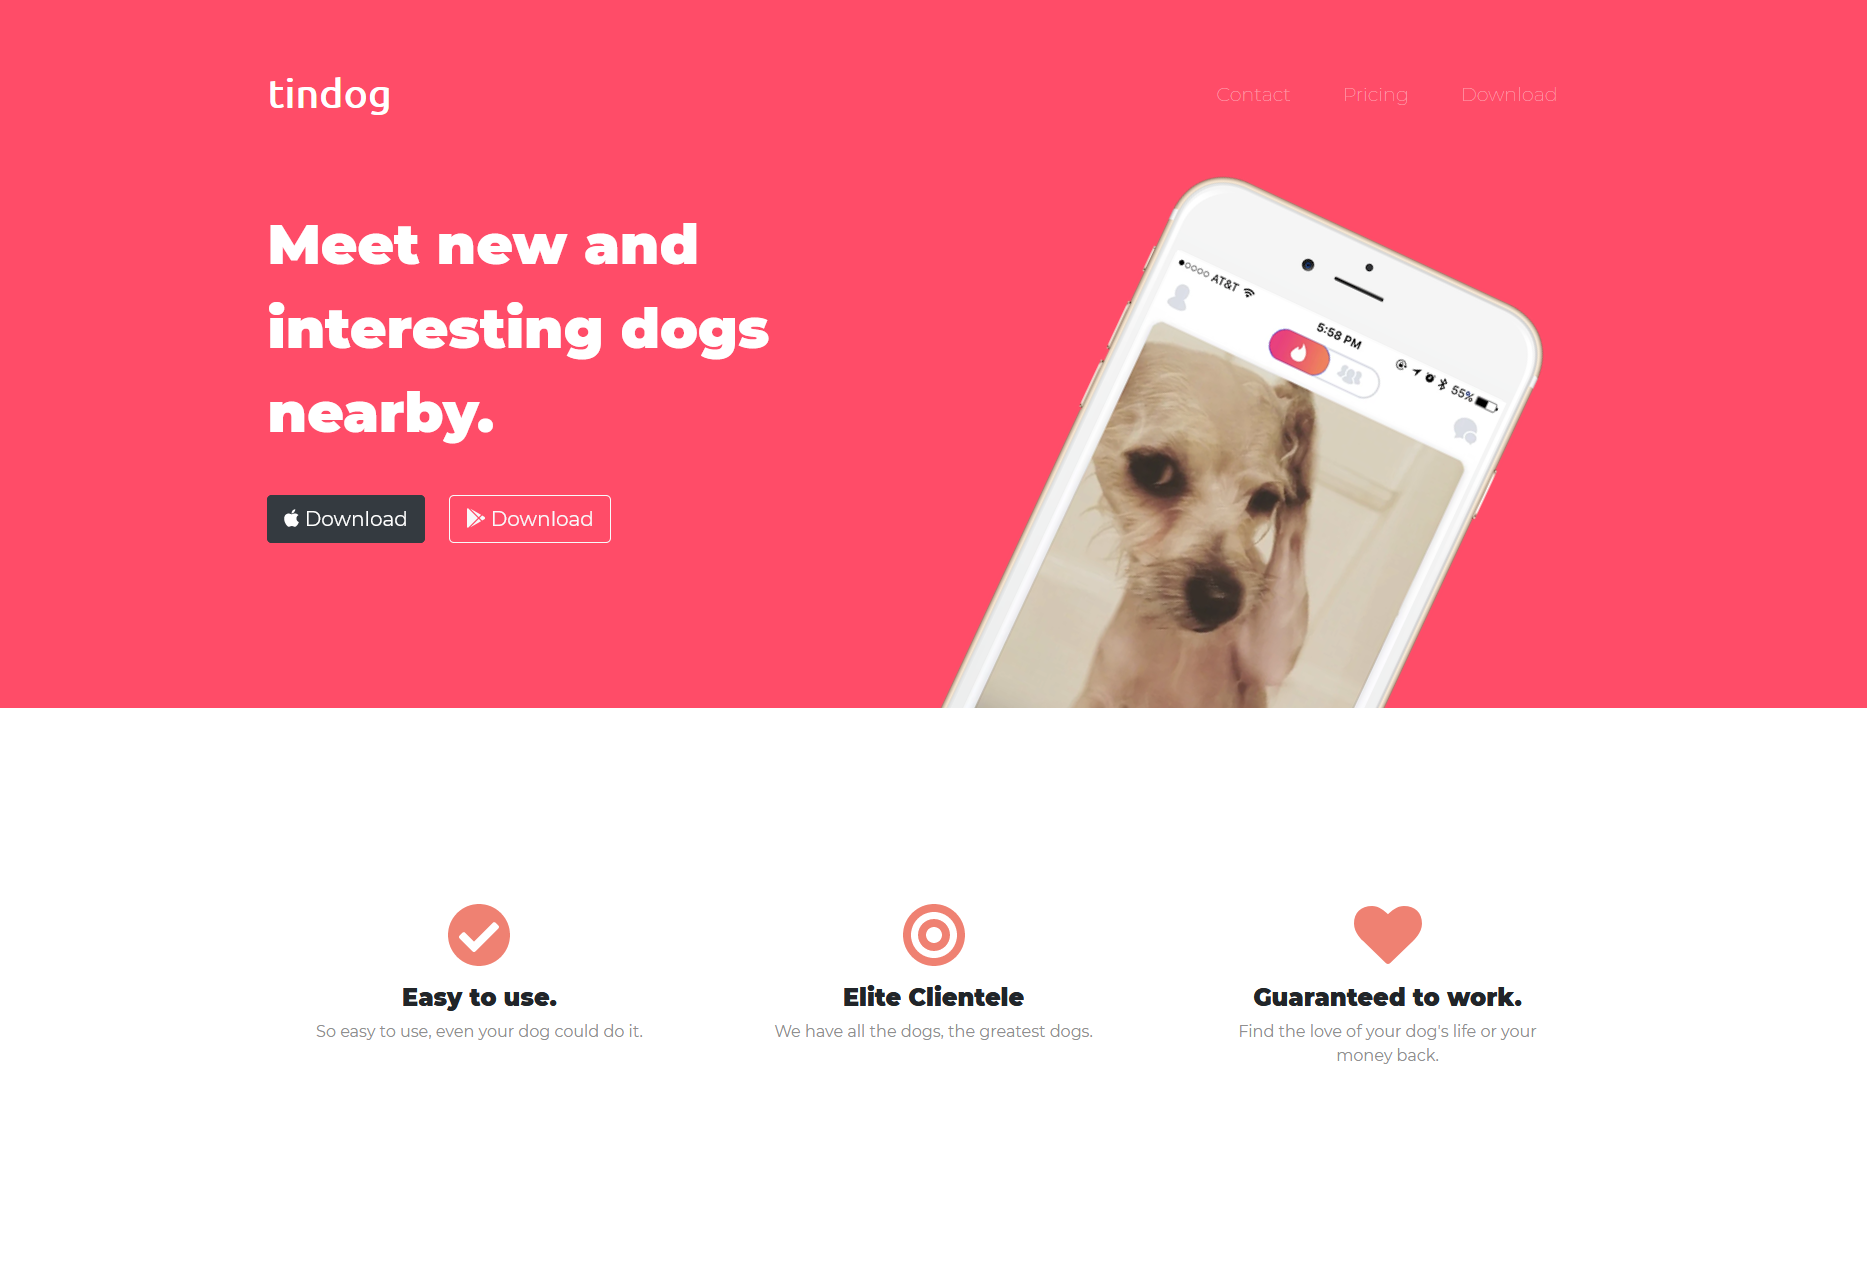 tindog
Contact Pricing Download
Meet new and
interesting dogs
nearby.
Download Download
AT&T
5:58 PM
55%
Easy to use.
So easy to use, even your dog could do it.
Elite Clientele
We have all the dogs, the greatest dogs.
Guaranteed to work.
Find the love of your dog's life or your
money back.